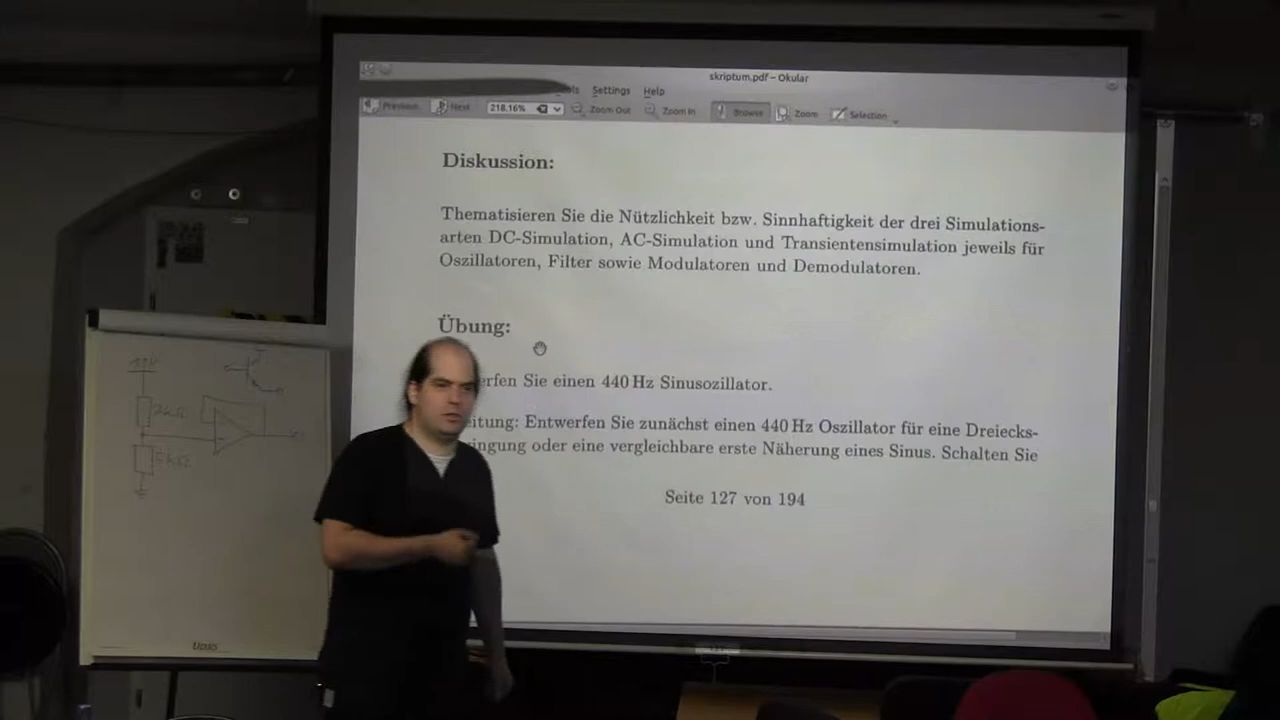 skriptum.pdf – Okular
Settings Help
Previous Next 218.16% Zoom Out Zoom In Browse Zoom Selection
Diskussion:
Thematisieren Sie die Nützlichkeit bzw. Sinnhaftigkeit der drei Simulations-
arten DC-Simulation, AC-Simulation und Transientensimulation jeweils für
Oszillatoren, Filter sowie Modulatoren und Demodulatoren.
Übung:
erfen Sie einen 440 Hz Sinusozillator.
eitung: Entwerfen Sie zunächst einen 440 Hz Oszillator für eine Dreiecks-
ingung oder eine vergleichbare erste Näherung eines Sinus. Schalten Sie
Seite 127 von 194